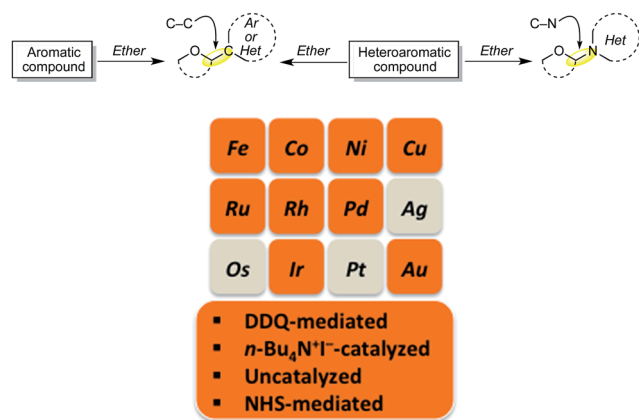 C–C
Ar
or
Het
C–N
Het
Aromatic
compound
Ether
O
C
Ether
Heteroaromatic
compound
Ether
O
N
Fe Co Ni Cu
Ru Rh Pd Ag
Os Ir Pt Au
▪ DDQ-mediated
▪ n-Bu₄N⁺I⁻-catalyzed
▪ Uncatalyzed
▪ NHS-mediated